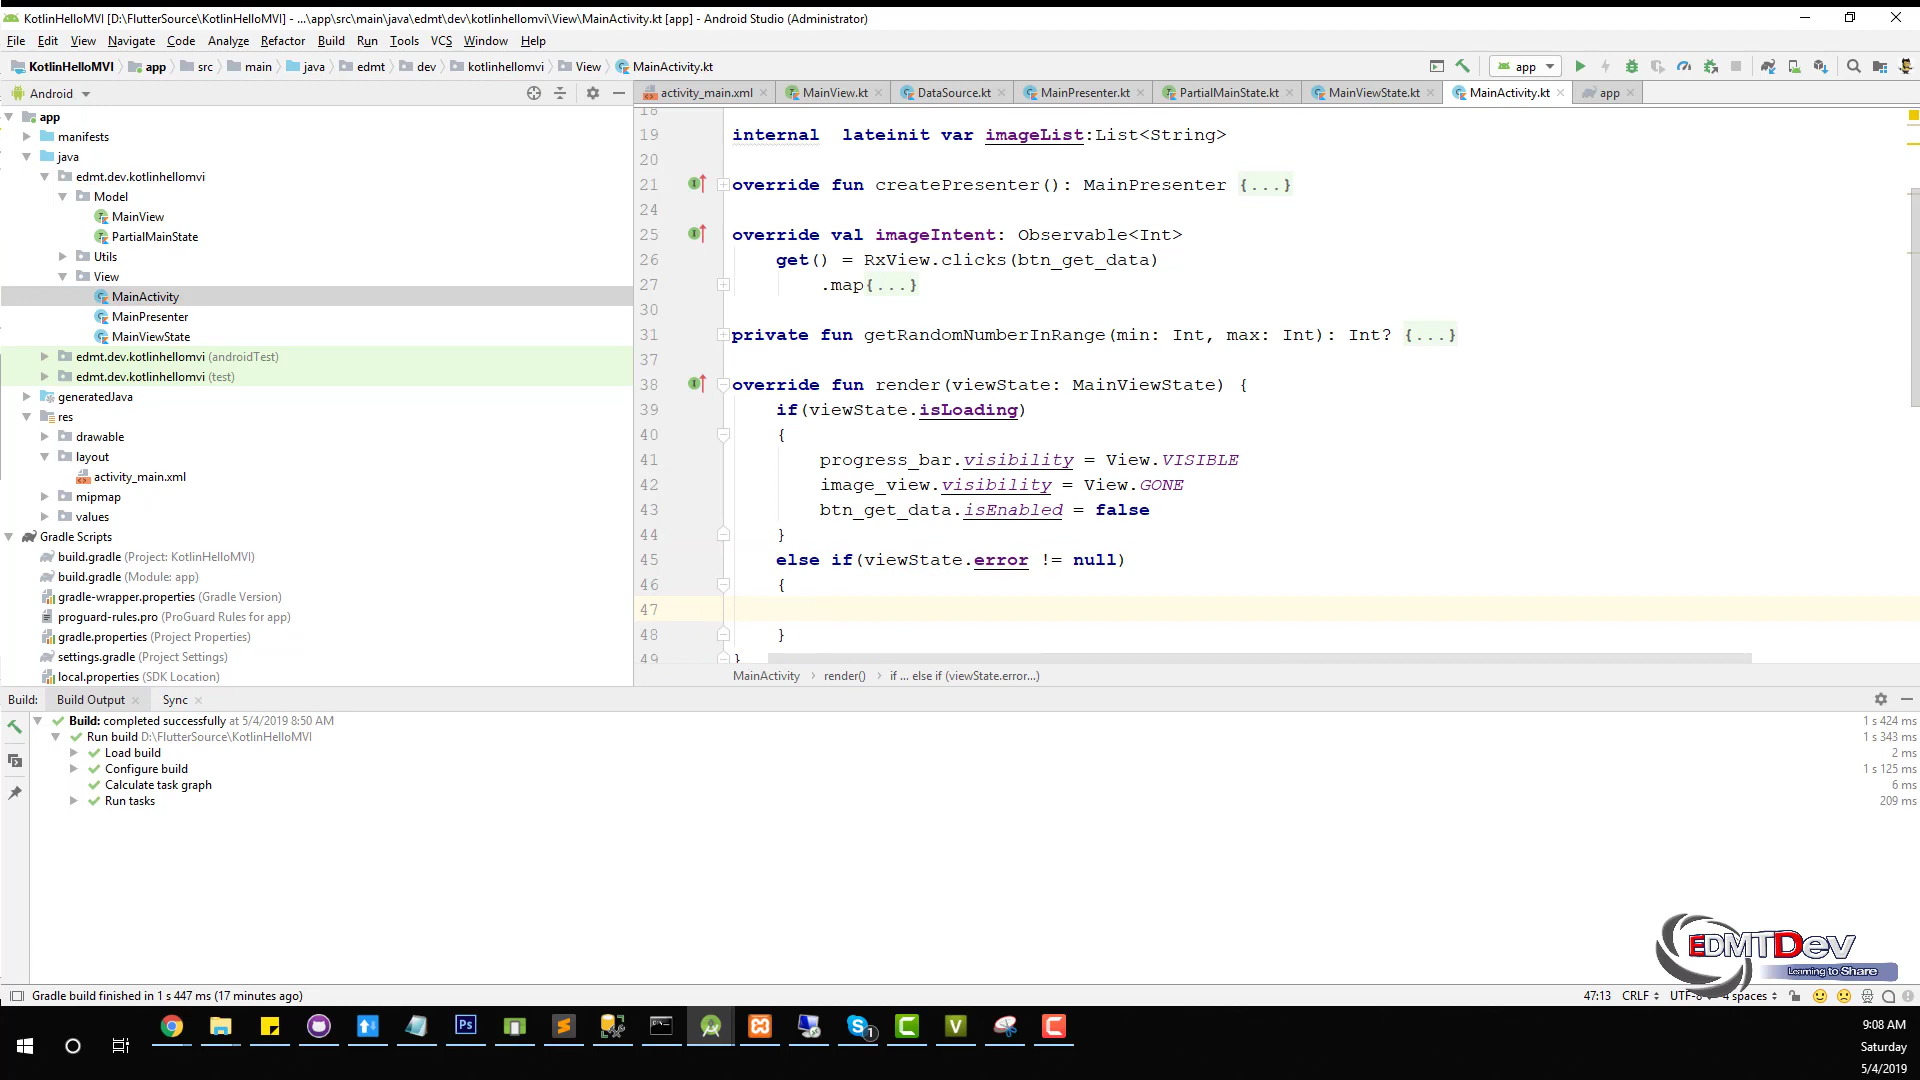 KotlinHelloMVI [D:\FlutterSource\KotlinHelloMVI] - ...\app\src\main\java\edmt\dev\kotlinhellomvi\View\MainActivity.kt [app] - Android Studio (Administrator)
File Edit View Navigate Code Analyze Refactor Build Run Tools VCS Window Help
KotlinHelloMVI app src main java edmt dev kotlinhellomvi View MainActivity.kt app
Android activity_main.xml MainView.kt DataSource.kt MainPresenter.kt PartialMainState.kt MainViewState.kt MainActivity.kt app
app
manifests
java
edmt.dev.kotlinhellomvi
Model
MainView
PartialMainState
Utils
View
MainActivity
MainPresenter
MainViewState
edmt.dev.kotlinhellomvi (androidTest)
edmt.dev.kotlinhellomvi (test)
generatedJava
res
drawable
layout
activity_main.xml
mipmap
values
Gradle Scripts
build.gradle (Project: KotlinHelloMVI)
build.gradle (Module: app)
gradle-wrapper.properties (Gradle Version)
proguard-rules.pro (ProGuard Rules for app)
gradle.properties (Project Properties)
settings.gradle (Project Settings)
local.properties (SDK Location)
18
19 internal lateinit var imageList:List<String>
20
21 override fun createPresenter(): MainPresenter {...}
24
25 override val imageIntent: Observable<Int>
26 get() = RxView.clicks(btn_get_data)
27 .map{...}
30
31 private fun getRandomNumberInRange(min: Int, max: Int): Int? {...}
37
38 override fun render(viewState: MainViewState) {
39 if(viewState.isLoading)
40 {
41 progress_bar.visibility = View.VISIBLE
42 image_view.visibility = View.GONE
43 btn_get_data.isEnabled = false
44 }
45 else if(viewState.error != null)
46 {
47
48 }
49 }
MainActivity render() if ... else if (viewState.error...)
Build: Build Output Sync
Build: completed successfully at 5/4/2019 8:50 AM 1 s 424 ms
Run build D:\FlutterSource\KotlinHelloMVI 1 s 343 ms
Load build 2 ms
Configure build 1 s 125 ms
Calculate task graph 6 ms
Run tasks 209 ms
EDMTDev
Learning to Share
Gradle build finished in 1 s 447 ms (17 minutes ago) 47:13 CRLF UTF-8 4 spaces
Ps
V
1
9:08 AM
Saturday
5/4/2019